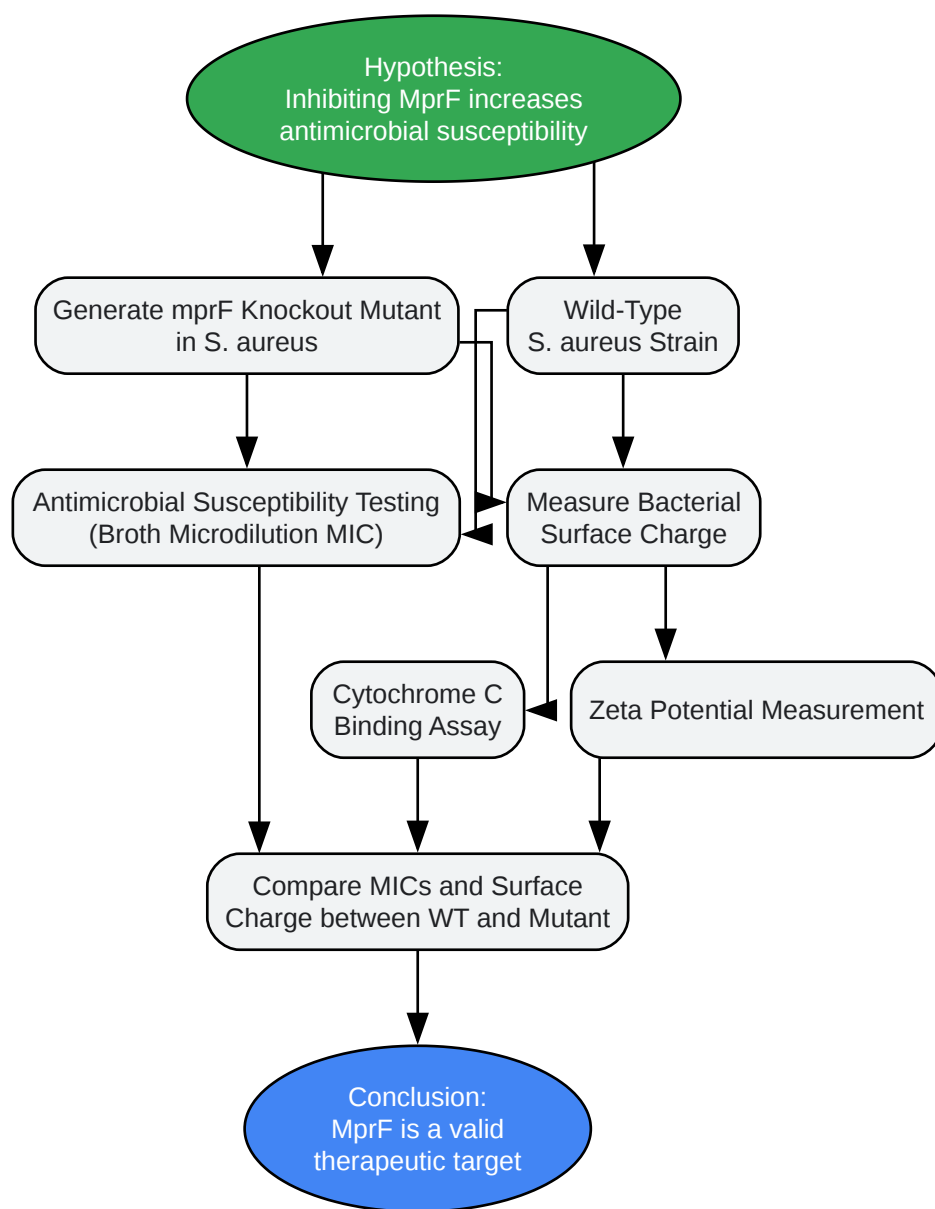 Hypothesis:
Inhibiting MprF increases
antimicrobial susceptibility
Generate mprF Knockout Mutant
in S. aureus
Wild-Type
S. aureus Strain
Antimicrobial Susceptibility Testing
(Broth Microdilution MIC)
Measure Bacterial
Surface Charge
Cytochrome C
Binding Assay
Zeta Potential Measurement
Compare MICs and Surface
Charge between WT and Mutant
Conclusion:
MprF is a valid
therapeutic target